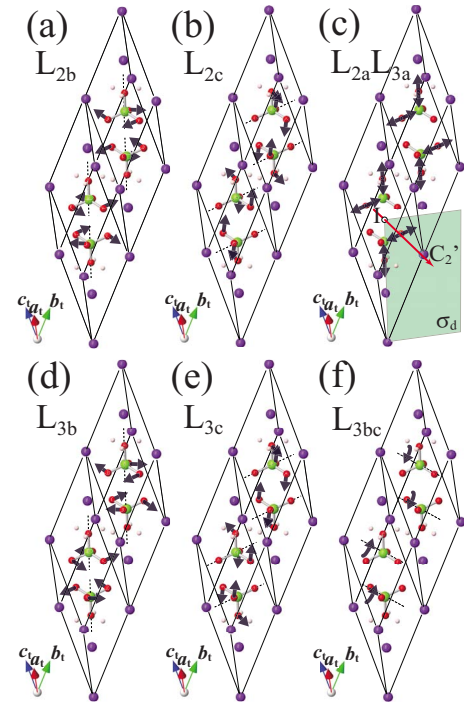 (a)
L2b
(b)
L2c
(c)
L2aL3a
I
C2'
σd
ct at bt
ct at bt
ct at bt
(d)
L3b
(e)
L3c
(f)
L3bc
ct at bt
ct at bt
ct at bt